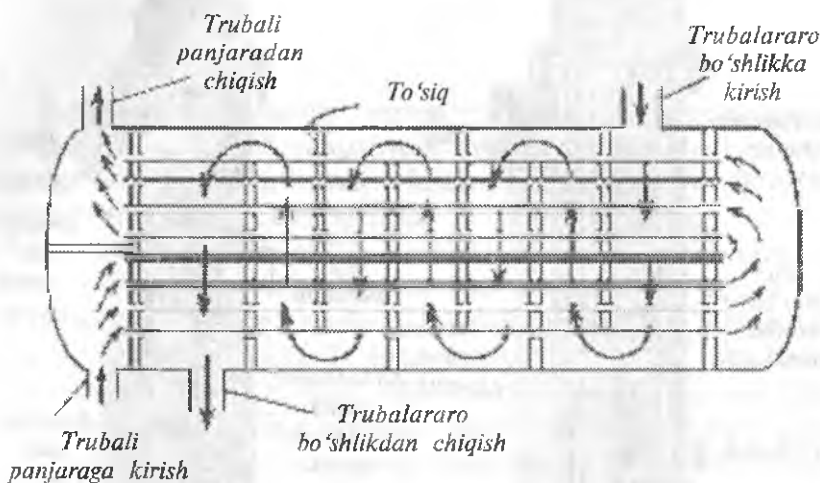 Trubali
panjaradan
chiqish
To‘siq
Trubalararo
bo‘shlikka
kirish
Trubali
panjaraga kirish
Trubalararo
bo‘shlikdan chiqish